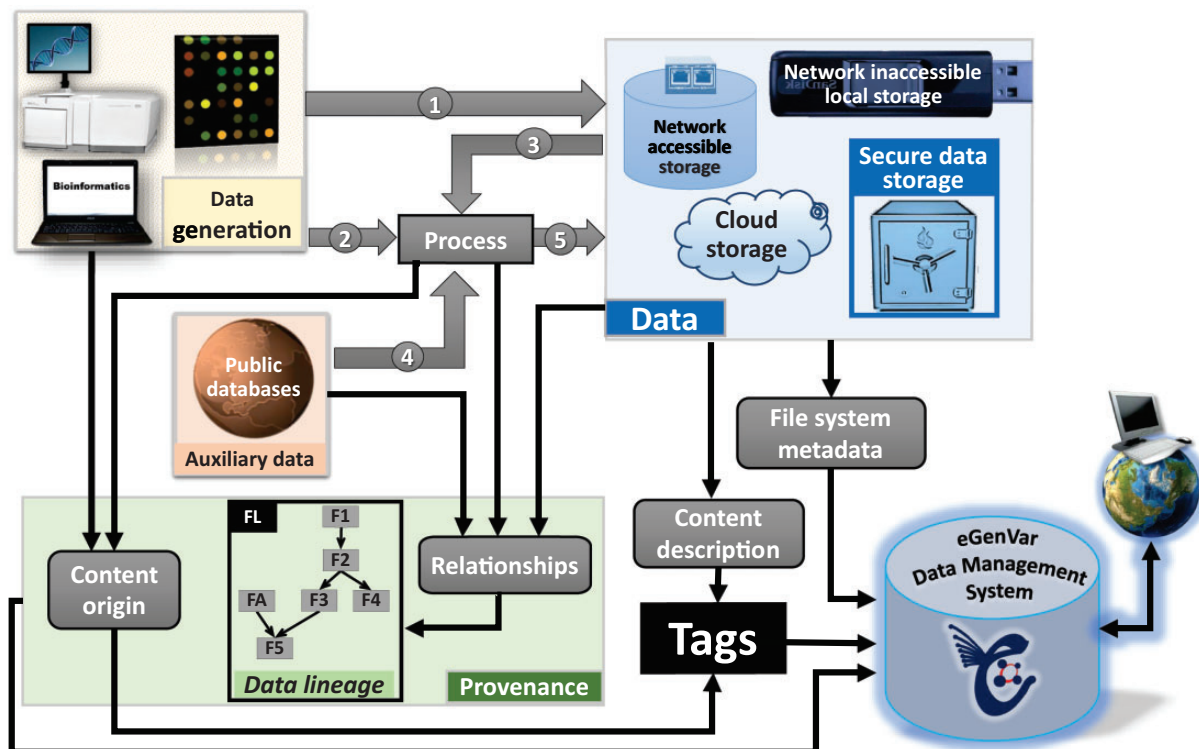 Bioinformatics
Data
generation
1
2
3
4
5
Process
Network
accessible
storage
Network inaccessible
local storage
SanDisk
Secure data
storage
Cloud
storage
Data
Public
databases
Auxiliary data
File system
metadata
Content
description
Content
origin
FL
F1
F2
FA
F3
F4
F5
Data lineage
Relationships
Provenance
Tags
eGenVar
Data Management
System